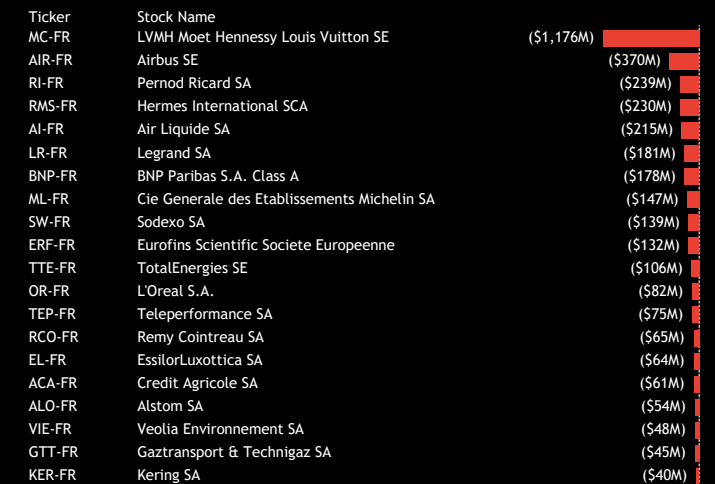 Ticker Stock Name
MC-FR LVMH Moet Hennessy Louis Vuitton SE ($1,176M)
AIR-FR Airbus SE ($370M)
RI-FR Pernod Ricard SA ($239M)
RMS-FR Hermes International SCA ($230M)
AI-FR Air Liquide SA ($215M)
LR-FR Legrand SA ($181M)
BNP-FR BNP Paribas S.A. Class A ($178M)
ML-FR Cie Generale des Etablissements Michelin SA ($147M)
SW-FR Sodexo SA ($139M)
ERF-FR Eurofins Scientific Societe Europeenne ($132M)
TTE-FR TotalEnergies SE ($106M)
OR-FR L'Oreal S.A. ($82M)
TEP-FR Teleperformance SA ($75M)
RCO-FR Remy Cointreau SA ($65M)
EL-FR EssilorLuxottica SA ($64M)
ACA-FR Credit Agricole SA ($61M)
ALO-FR Alstom SA ($54M)
VIE-FR Veolia Environnement SA ($48M)
GTT-FR Gaztransport & Technigaz SA ($45M)
KER-FR Kering SA ($40M)